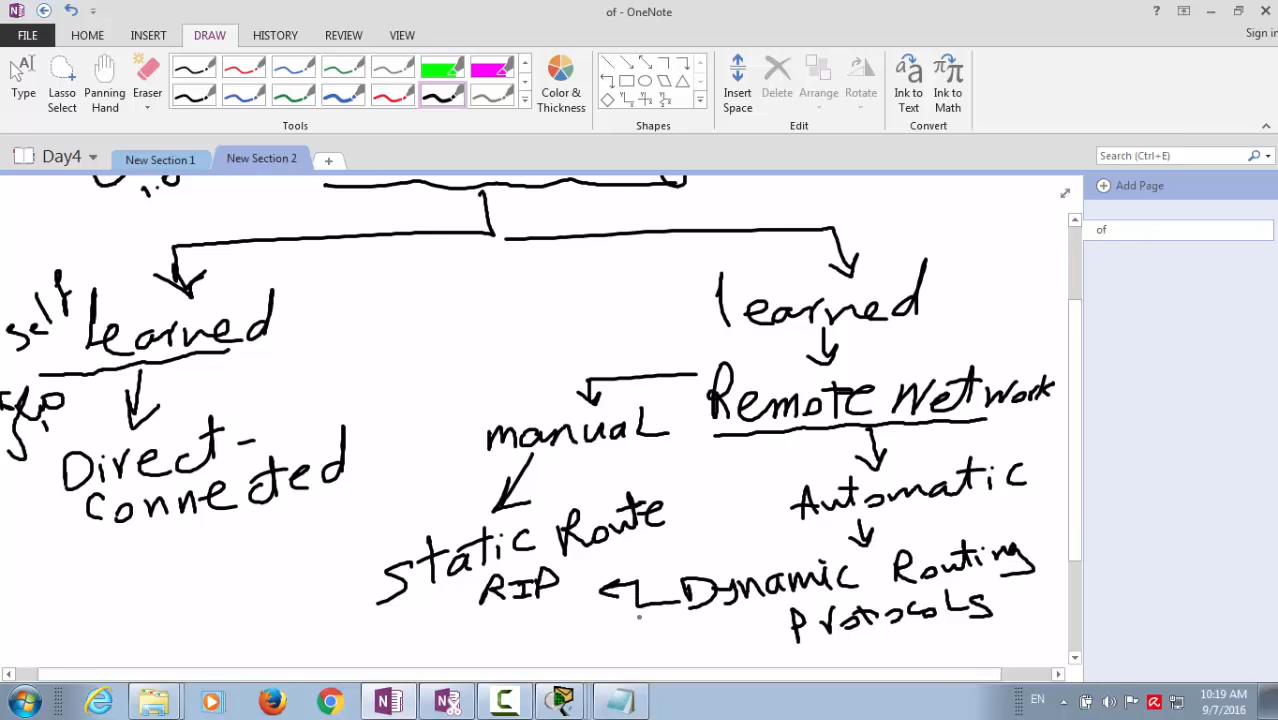 of - OneNote
? 
Sign in
FILE HOME INSERT DRAW HISTORY REVIEW VIEW
Type
Lasso Select
Panning Hand
Eraser
Color & Thickness
Insert Space
Delete
Arrange
Rotate
Ink to Text
Ink to Math
Tools
Shapes
Edit
Convert
Day4
New Section 1
New Section 2
Search (Ctrl+E)
Add Page
of
self Learned
Direct-
connected
learned
Remote Network
manual
Static Route
Automatic
Dynamic Routing
Protocols
RIP
EN
10:19 AM
9/7/2016